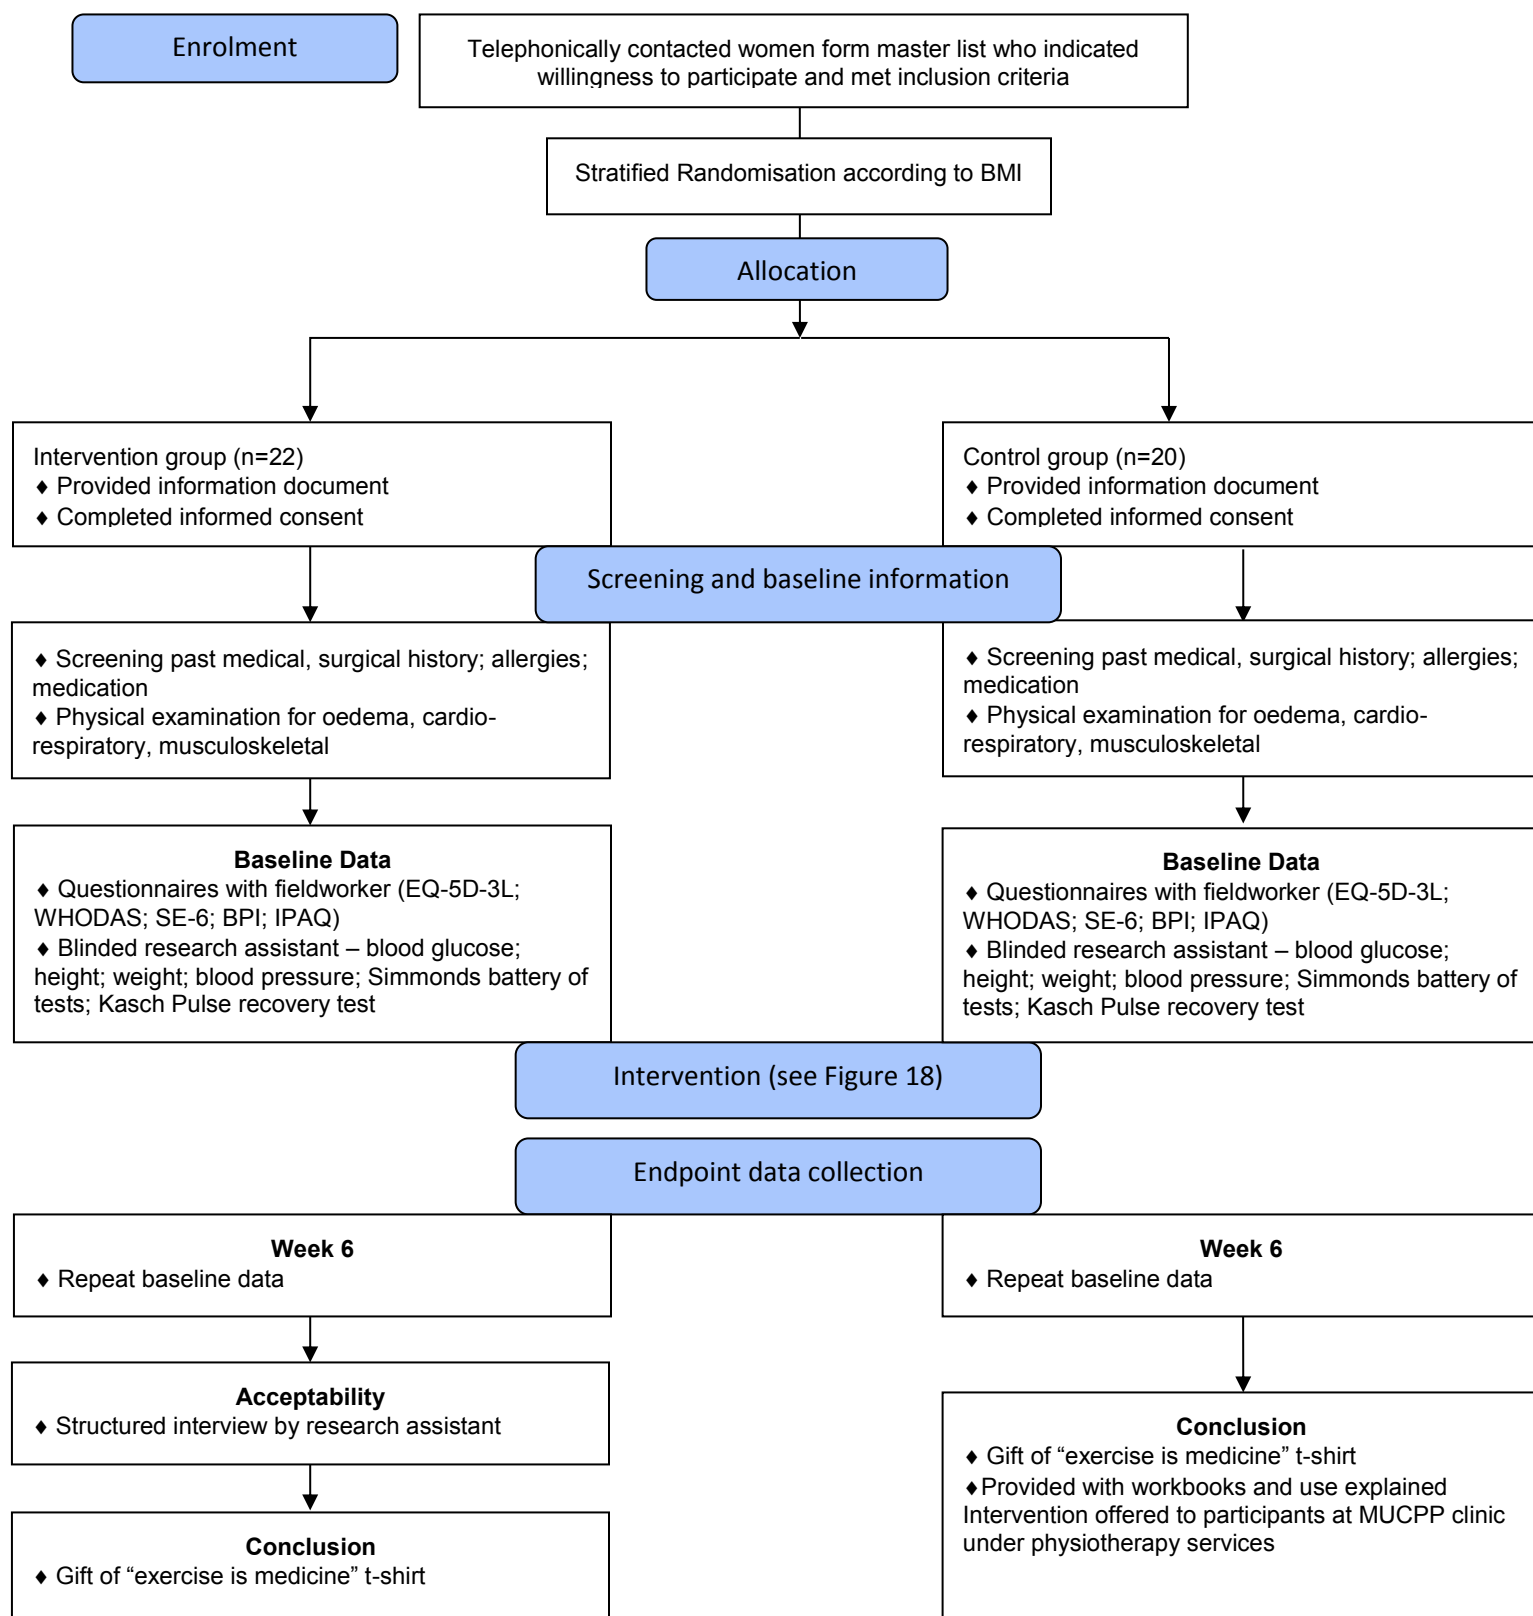 Enrolment
Telephonically contacted women form master list who indicated
willingness to participate and met inclusion criteria
Stratified Randomisation according to BMI
Allocation
Intervention group (n=22)
♦ Provided information document
♦ Completed informed consent
Control group (n=20)
♦ Provided information document
♦ Completed informed consent
Screening and baseline information
♦ Screening past medical, surgical history; allergies;
medication
♦ Physical examination for oedema, cardio-
respiratory, musculoskeletal
♦ Screening past medical, surgical history; allergies;
medication
♦ Physical examination for oedema, cardio-
respiratory, musculoskeletal
Baseline Data
♦ Questionnaires with fieldworker (EQ-5D-3L;
WHODAS; SE-6; BPI; IPAQ)
♦ Blinded research assistant – blood glucose;
height; weight; blood pressure; Simmonds battery of
tests; Kasch Pulse recovery test
Baseline Data
♦ Questionnaires with fieldworker (EQ-5D-3L;
WHODAS; SE-6; BPI; IPAQ)
♦ Blinded research assistant – blood glucose;
height; weight; blood pressure; Simmonds battery of
tests; Kasch Pulse recovery test
Intervention (see Figure 18)
Endpoint data collection
Week 6
♦ Repeat baseline data
Week 6
♦ Repeat baseline data
Acceptability
♦ Structured interview by research assistant
Conclusion
♦ Gift of “exercise is medicine” t-shirt
Conclusion
♦ Gift of “exercise is medicine” t-shirt
♦Provided with workbooks and use explained
Intervention offered to participants at MUCPP clinic
under physiotherapy services